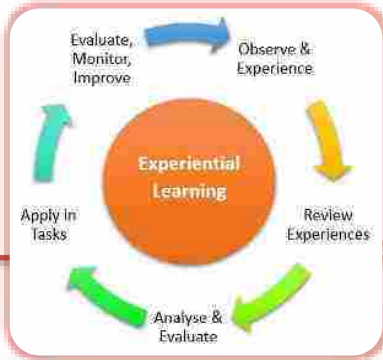 Evaluate,
Monitor,
Improve
Observe &
Experience
Experiential
Learning
Review
Experiences
Analyse &
Evaluate
Apply in
Tasks